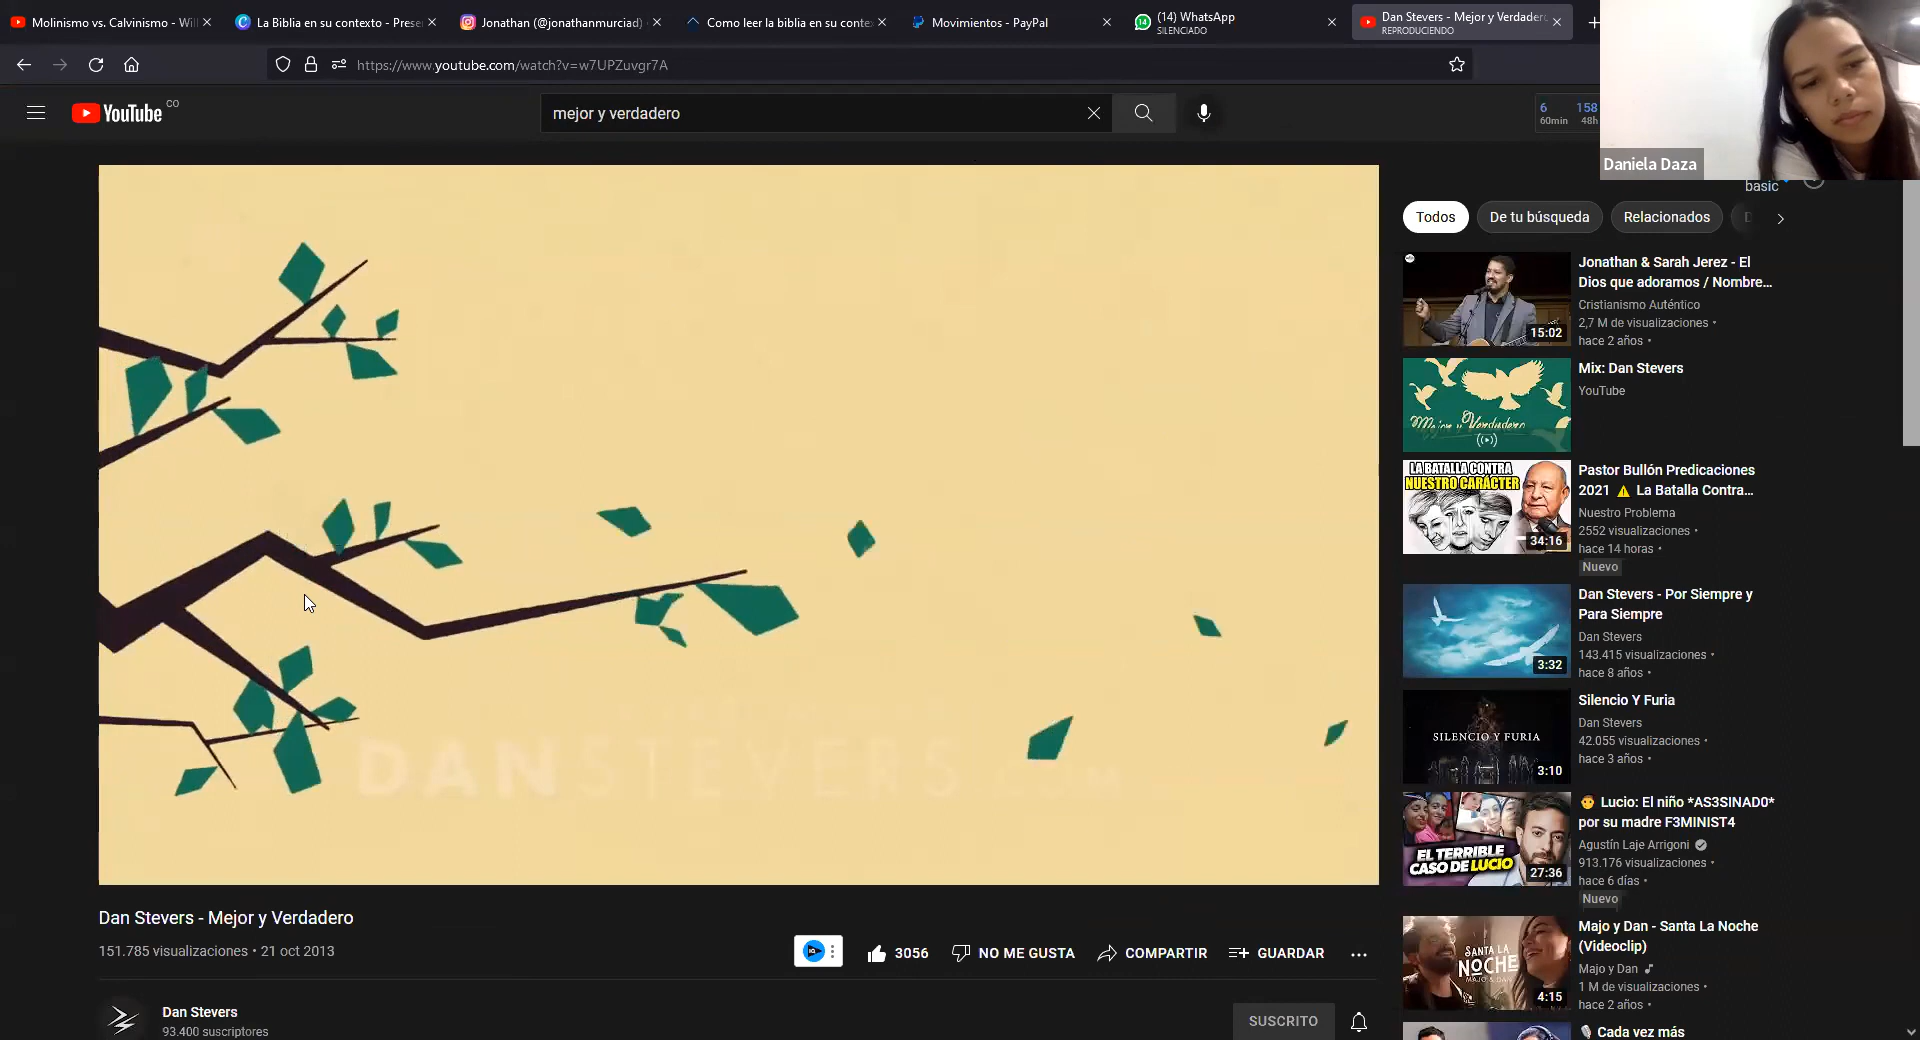 Molinismo vs. Calvinismo - Wil
La Biblia en su contexto - Prese
Jonathan (@jonathanmurciad)
Como leer la biblia en su conte
Movimientos - PayPal
(14) WhatsApp
SILENCIADO
Dan Stevers - Mejor y Verdadero
REPRODUCIENDO
https://www.youtube.com/watch?v=w7UPZuvgr7A
YouTube CO
mejor y verdadero
6 158
60min 48h
Daniela Daza
basic
Todos
De tu búsqueda
Relacionados
DANSTEVERS.COM
Jonathan & Sarah Jerez - El
Dios que adoramos / Nombre...
Cristianismo Auténtico
2,7 M de visualizaciones •
hace 2 años •
15:02
Mejor y Verdadero
Mix: Dan Stevers
YouTube
LA BATALLA CONTRA
NUESTRO CARÁCTER
34:16
Pastor Bullón Predicaciones
2021 ⚠ La Batalla Contra...
Nuestro Problema
2552 visualizaciones •
hace 14 horas •
Nuevo
3:32
Dan Stevers - Por Siempre y
Para Siempre
Dan Stevers
143.415 visualizaciones •
hace 8 años •
SILENCIO Y FURIA
3:10
Silencio Y Furia
Dan Stevers
42.055 visualizaciones •
hace 3 años •
EL TERRIBLE
CASO DE LUCIO
27:36
Lucio: El niño *AS3SINAD0*
por su madre F3MINIST4
Agustín Laje Arrigoni
913.176 visualizaciones •
hace 6 días •
Nuevo
SANTA LA
NOCHE
MAJO & DAN
4:15
Majo y Dan - Santa La Noche
(Videoclip)
Majo y Dan
1 M de visualizaciones •
hace 2 años •
Cada vez más
Dan Stevers - Mejor y Verdadero
151.785 visualizaciones • 21 oct 2013
3056
NO ME GUSTA
COMPARTIR
GUARDAR
Dan Stevers
93.400 suscriptores
SUSCRITO